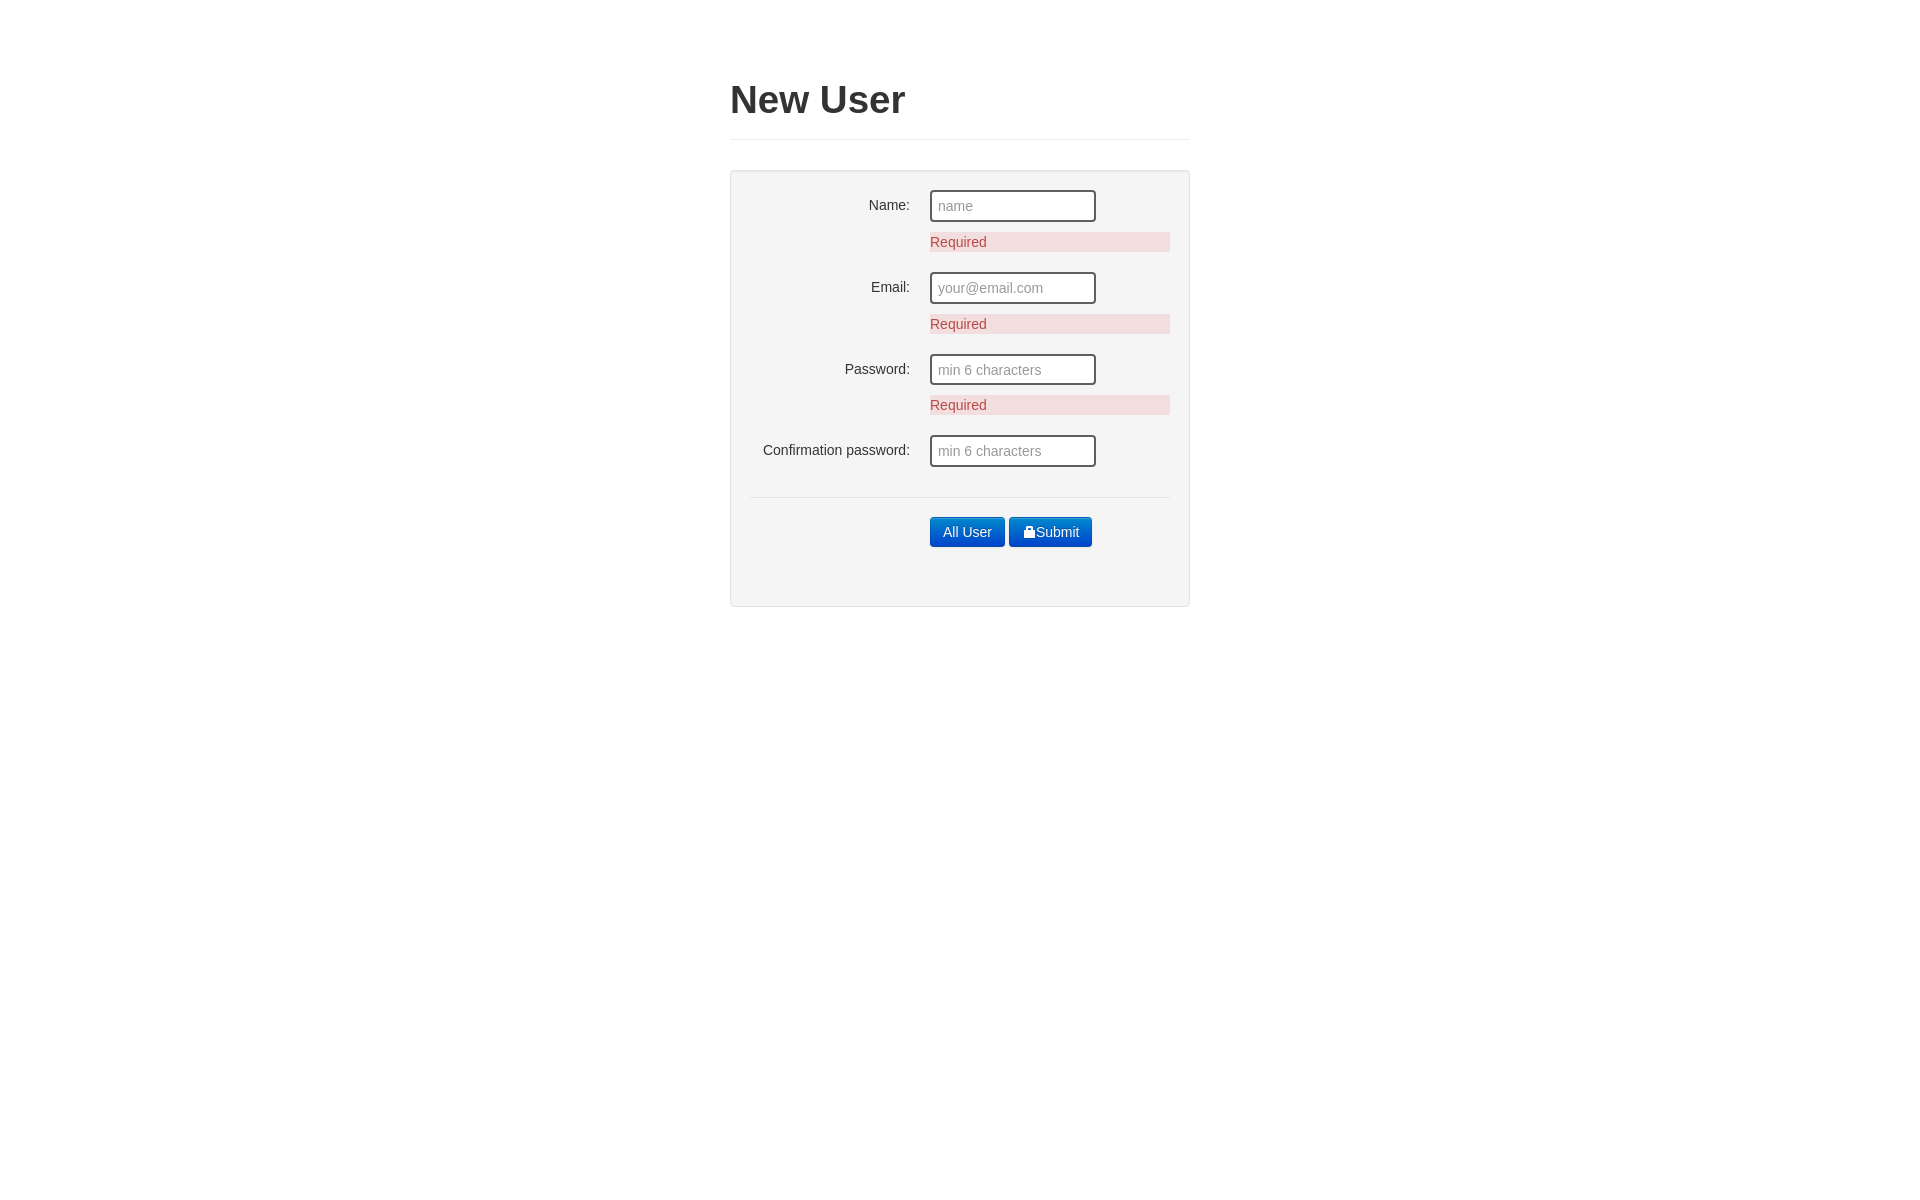 New User
Name: name
Required
Email: your@email.com
Required
Password: min 6 characters
Required
Confirmation password: min 6 characters
All User Submit